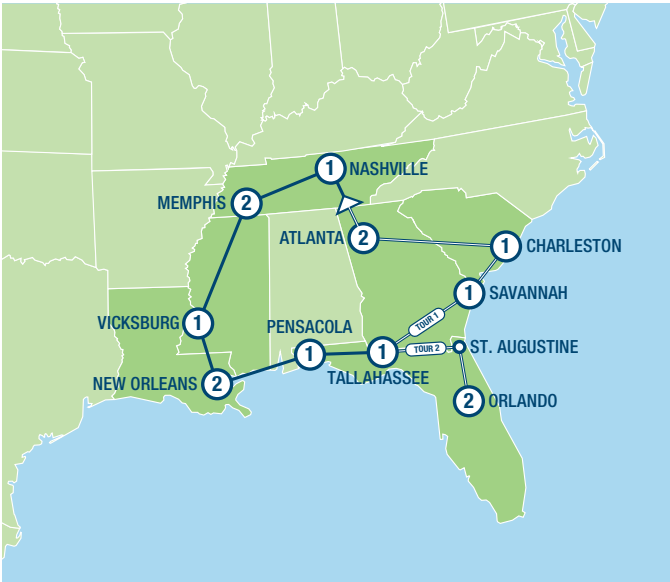 1 NASHVILLE
MEMPHIS 2
ATLANTA 2
1 CHARLESTON
1 SAVANNAH
TOUR 1
VICKSBURG 1
PENSACOLA
1
1
TOUR 2
ST. AUGUSTINE
TALLAHASSEE
NEW ORLEANS 2
2 ORLANDO